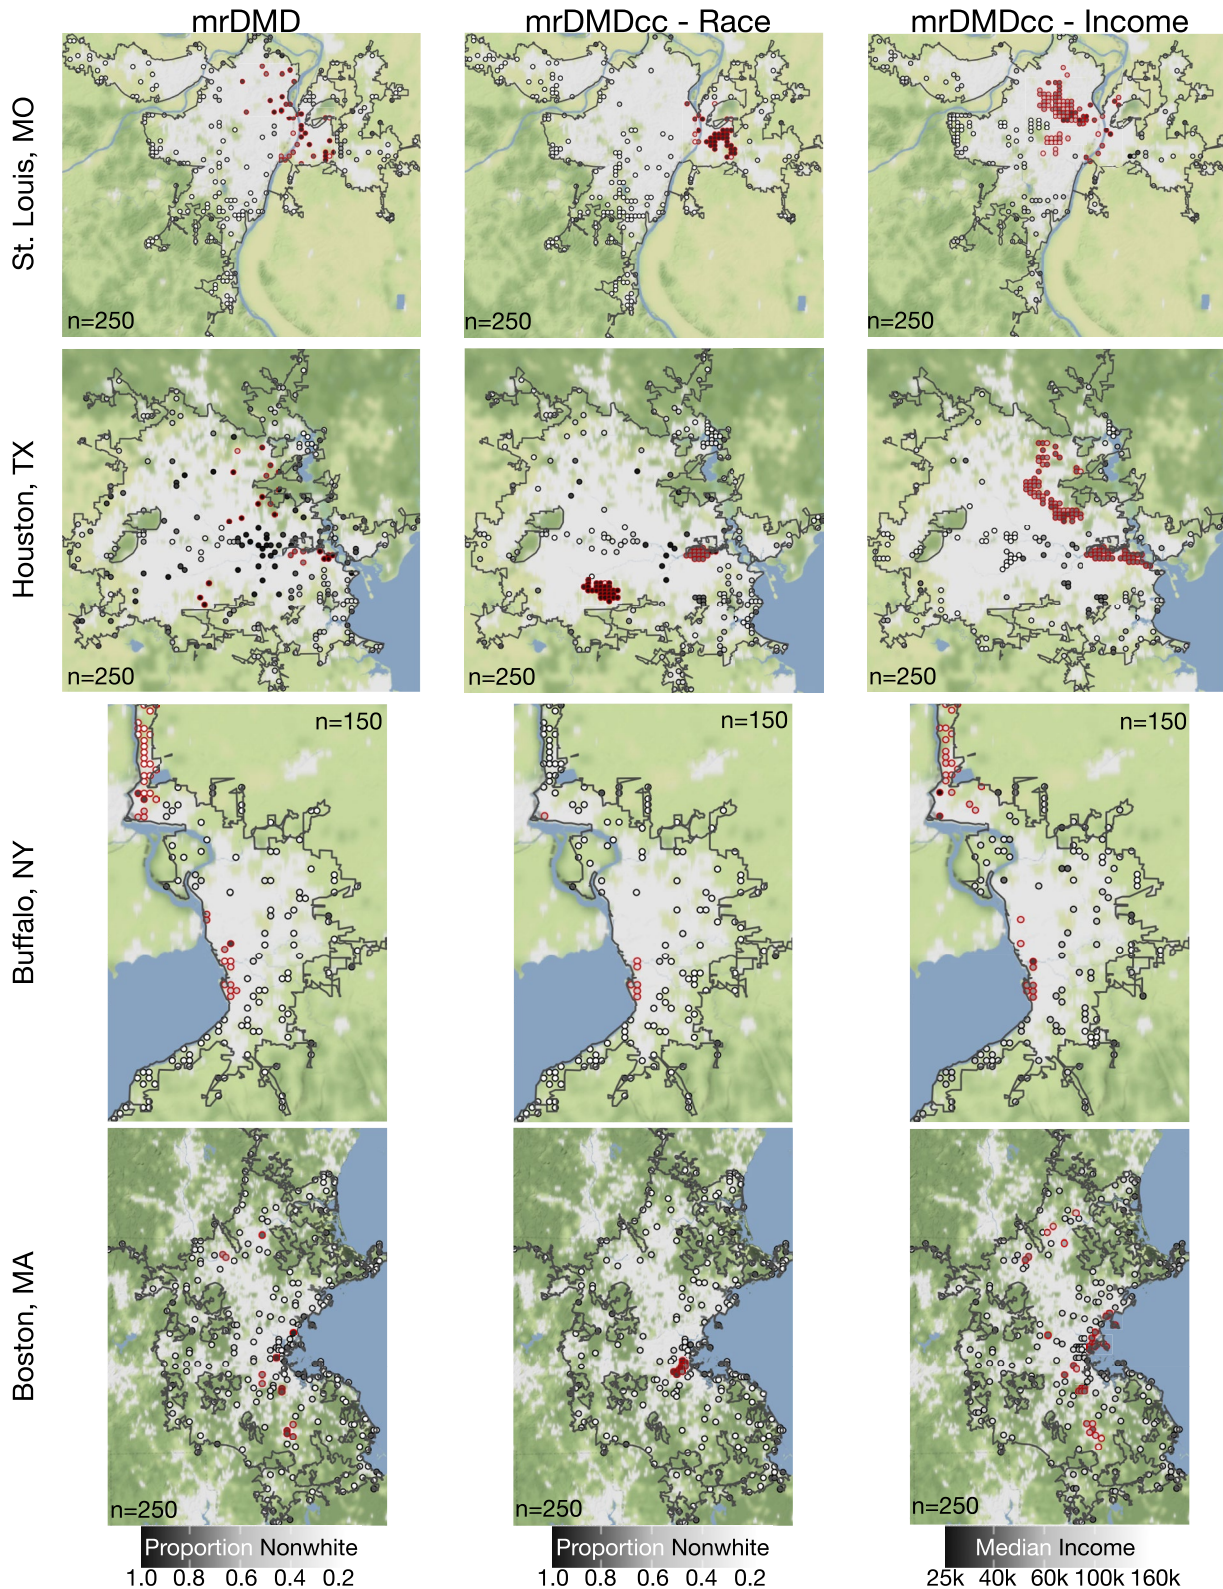 mrDMD
mrDMDcc - Race
mrDMDcc - Income
St. Louis, MO
n=250
n=250
n=250
Houston, TX
n=250
n=250
n=250
Buffalo, NY
n=150
n=150
n=150
Boston, MA
n=250
n=250
n=250
Proportion Nonwhite
1.0 0.8 0.6 0.4 0.2
Proportion Nonwhite
1.0 0.8 0.6 0.4 0.2
Median Income
25k 40k 60k 100k 160k